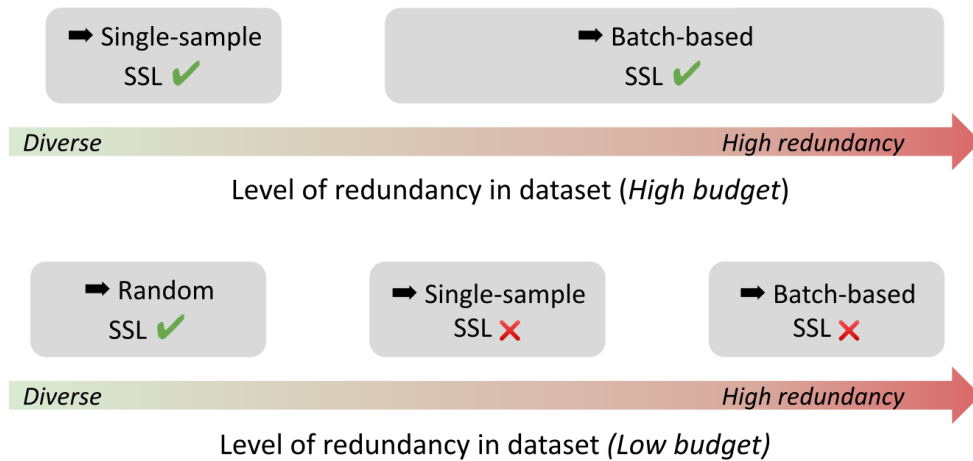 ➡ Single-sample
SSL ✔
➡ Batch-based
SSL ✔
Diverse
High redundancy
Level of redundancy in dataset (High budget)
➡ Random
SSL ✔
➡ Single-sample
SSL ❌
➡ Batch-based
SSL ❌
Diverse
High redundancy
Level of redundancy in dataset (Low budget)